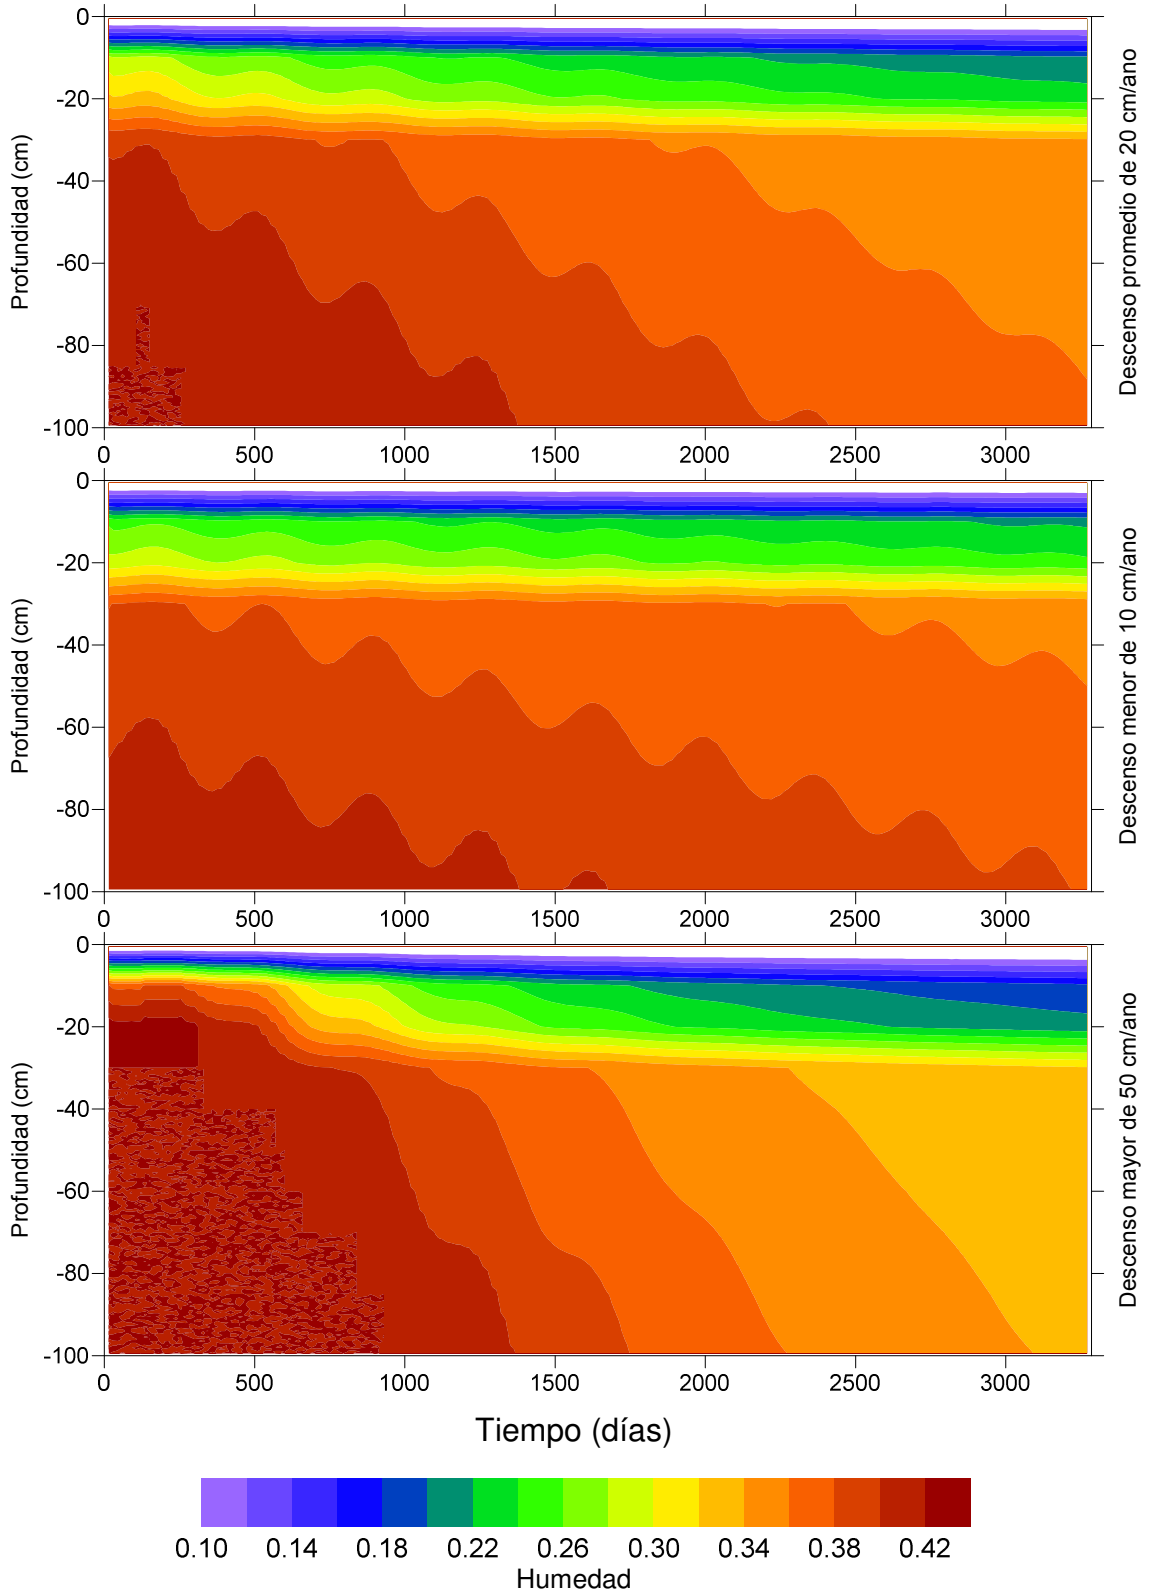 0
-20
-40
-60
-80
-100
Profundidad (cm)
Descenso promedio de 20 cm/ano
0 500 1000 1500 2000 2500 3000
0
-20
-40
-60
-80
-100
Profundidad (cm)
Descenso menor de 10 cm/ano
0 500 1000 1500 2000 2500 3000
0
-20
-40
-60
-80
-100
Profundidad (cm)
Descenso mayor de 50 cm/ano
0 500 1000 1500 2000 2500 3000
Tiempo (días)
0.10 0.14 0.18 0.22 0.26 0.30 0.34 0.38 0.42
Humedad